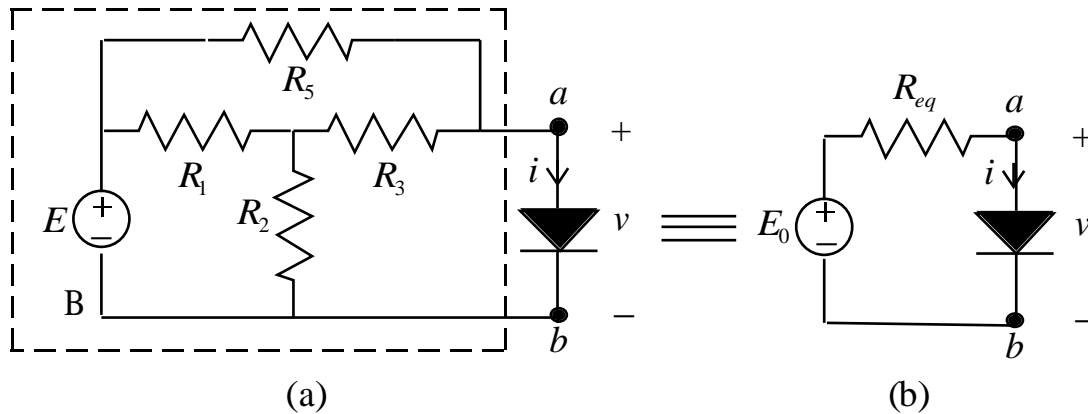 R5
R1
R3
R2
E
+
−
B
a
+
i
v
−
b
(a)
Req
a
+
E0
+
−
i
v
−
b
(b)